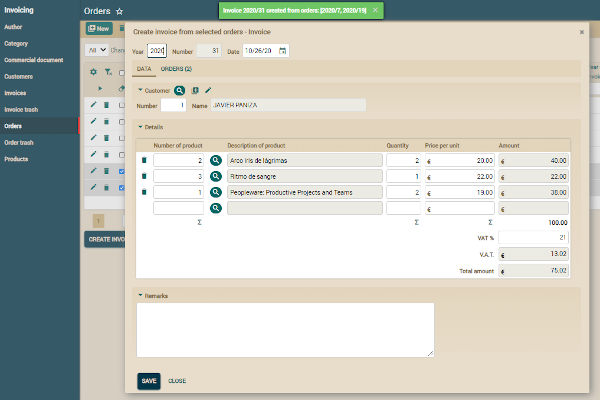 Invoicing
Orders
Invoice 2020/31 created from orders: [2020/7, 2020/19]
Author
Category
Commercial document
Customers
Invoices
Invoice trash
Orders
Order trash
Products
New
All
CREATE INVO
Create invoice from selected orders - Invoice
Year 2020 Number 31 Date 10/26/20
DATA ORDERS (2)
Customer
Number 1 Name JAVIER PANIZA
Details
Number of product Description of product Quantity Price per unit Amount
2 Arco iris de lágrimas 2 € 20.00 € 40.00
3 Ritmo de sangre 1 € 22.00 € 22.00
1 Peopleware: Productive Projects and Teams 2 € 19.00 € 38.00
€ €
Σ Σ Σ 100.00
VAT % 21
V.A.T. € 13.02
Total amount € 75.02
Remarks
SAVE CLOSE